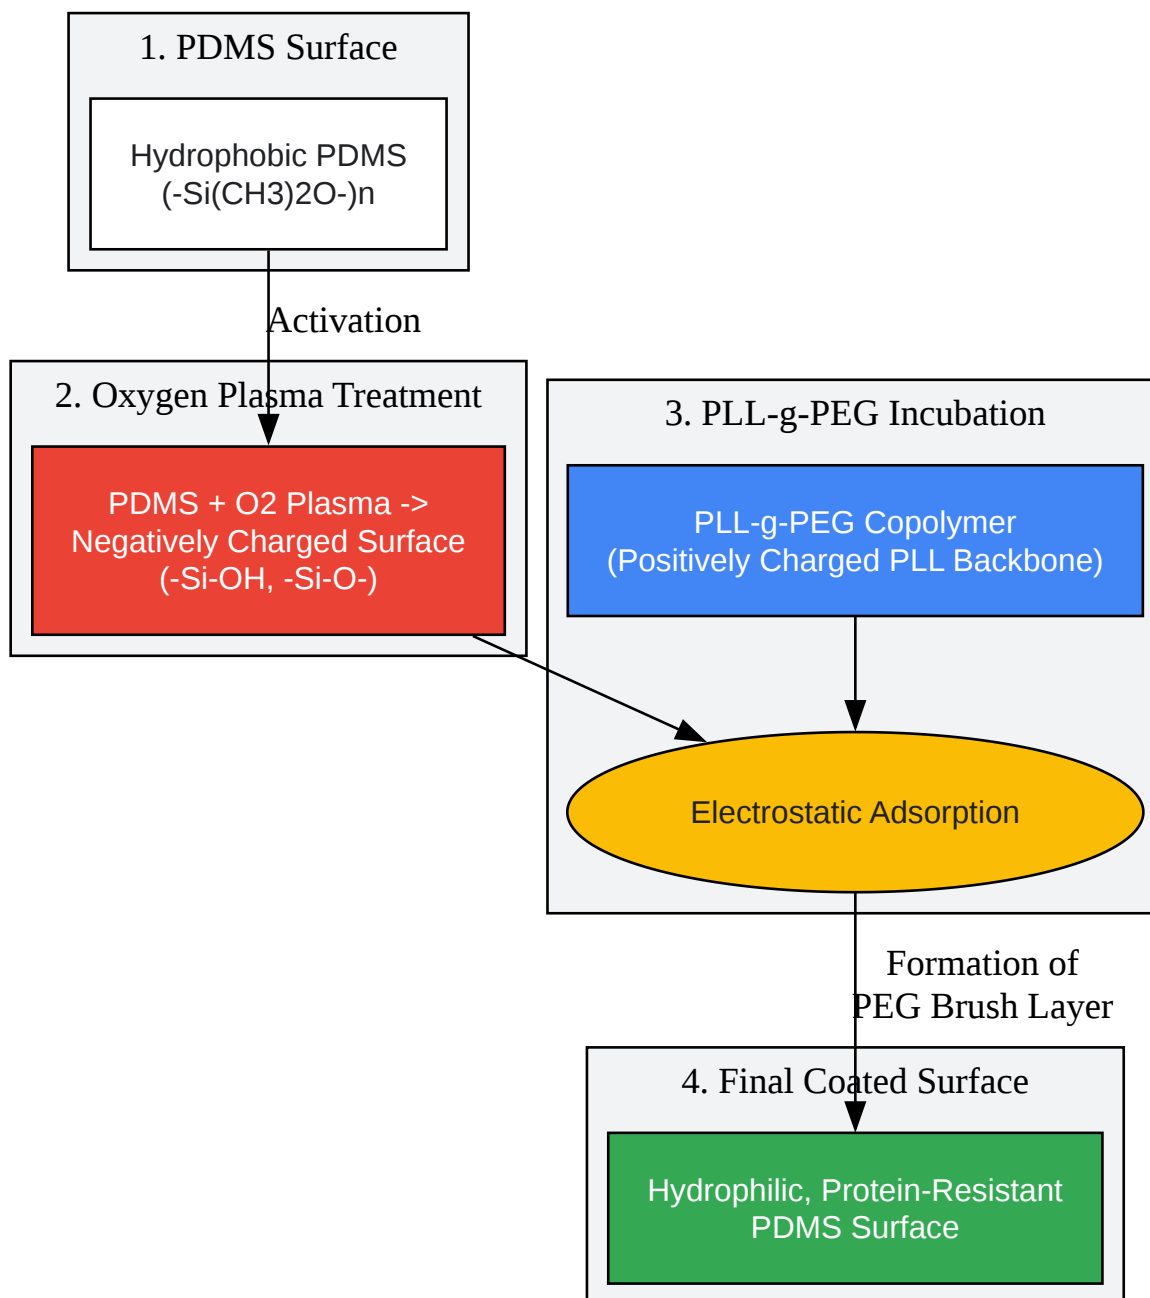 1. PDMS Surface
Hydrophobic PDMS
(-Si(CH3)2O-)n
Activation
2. Oxygen Plasma Treatment
PDMS + O2 Plasma ->
Negatively Charged Surface
(-Si-OH, -Si-O-)
3. PLL-g-PEG Incubation
PLL-g-PEG Copolymer
(Positively Charged PLL Backbone)
Electrostatic Adsorption
Formation of
PEG Brush Layer
4. Final Coated Surface
Hydrophilic, Protein-Resistant
PDMS Surface